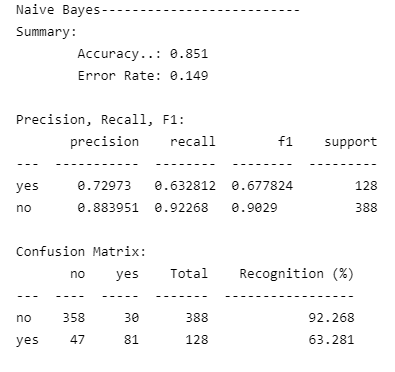 Naive Bayes--------------------------
Summary:
        Accuracy..: 0.851
        Error Rate: 0.149
Precision, Recall, F1:
       precision    recall        f1    support
---  -----------  --------  --------  ---------
yes     0.72973   0.632812  0.677824        128
no      0.883951  0.92268   0.9029          388
Confusion Matrix:
       no    yes    Total    Recognition (%)
---  ----  -----  -------  -----------------
no    358     30      388             92.268
yes    47     81      128             63.281